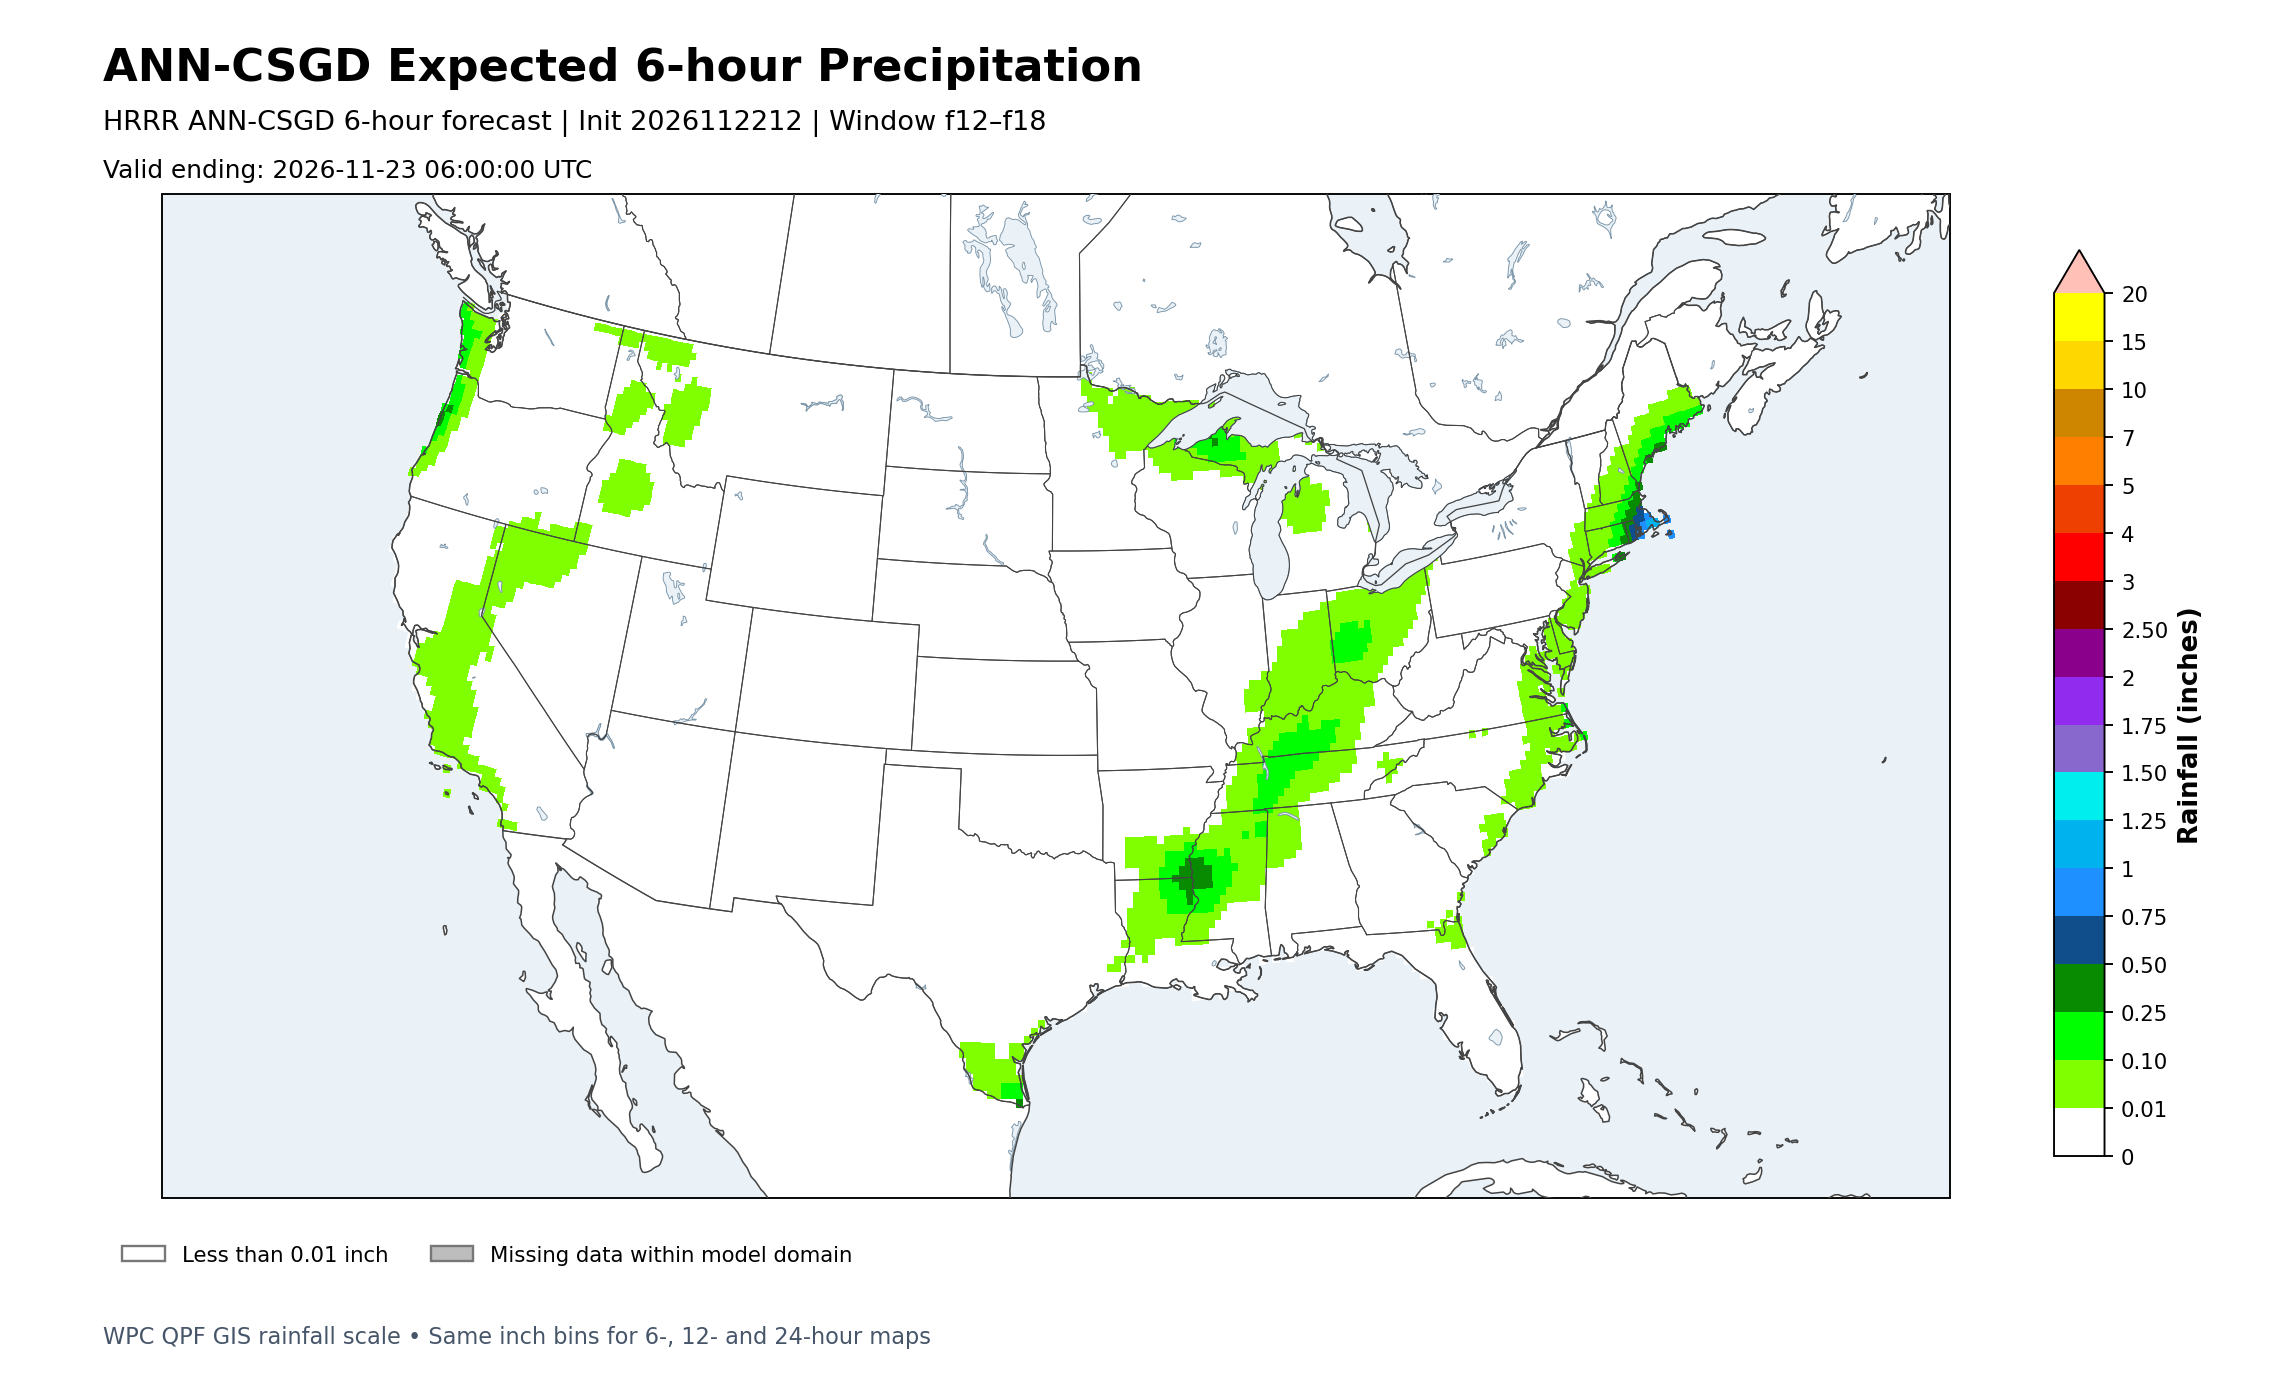 ANN-CSGD Expected 6-hour Precipitation
HRRR ANN-CSGD 6-hour forecast | Init 2026112212 | Window f12–f18
Valid ending: 2026-11-23 06:00:00 UTC
20
15
10
7
5
4
3
2.50
2
1.75
1.50
1.25
1
0.75
0.50
0.25
0.10
0.01
0
Rainfall (inches)
Less than 0.01 inch
Missing data within model domain
WPC QPF GIS rainfall scale • Same inch bins for 6-, 12- and 24-hour maps